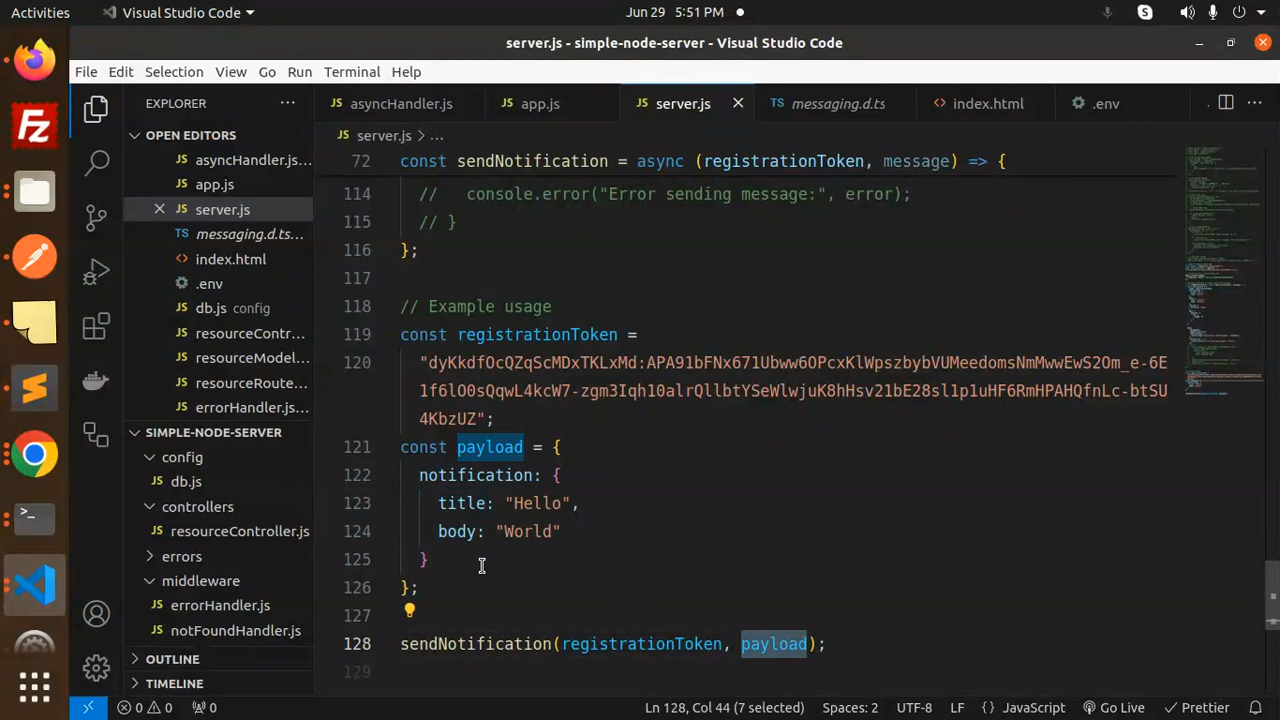 Activities
Visual Studio Code
Jun 29 5:51 PM
server.js - simple-node-server - Visual Studio Code
File Edit Selection View Go Run Terminal Help
EXPLORER
OPEN EDITORS
asyncHandler.js...
app.js
server.js
messaging.d.ts...
index.html
.env
db.js config
resourceContr...
resourceModel...
resourceRoute...
errorHandler.js...
SIMPLE-NODE-SERVER
config
db.js
controllers
resourceController.js
errors
middleware
errorHandler.js
notFoundHandler.js
OUTLINE
TIMELINE
asyncHandler.js app.js server.js messaging.d.ts index.html .env
server.js > ...
72 const sendNotification = async (registrationToken, message) => {
114 //   console.error("Error sending message:", error);
115 // }
116 };
117
118 // Example usage
119 const registrationToken =
120 "dyKkdfOCQZqScMDxTKLxMd:APA91bFNx671Ubww6OPcxKlWpszbybVUMeedomsNmMwwEwS2Om_e-6E
1f6lO0sQqwL4kcW7-zgm3Iqh10alrQllbtYSeWlwjuK8hHsv21bE28sl1p1uHF6RmHPAHQfnLc-btSU
4KbzUZ";
121 const payload = {
122 notification: {
123 title: "Hello",
124 body: "World"
125 }
126 };
127
128 sendNotification(registrationToken, payload);
129
0 0 0
Ln 128, Col 44 (7 selected) Spaces: 2 UTF-8 LF {} JavaScript Go Live Prettier